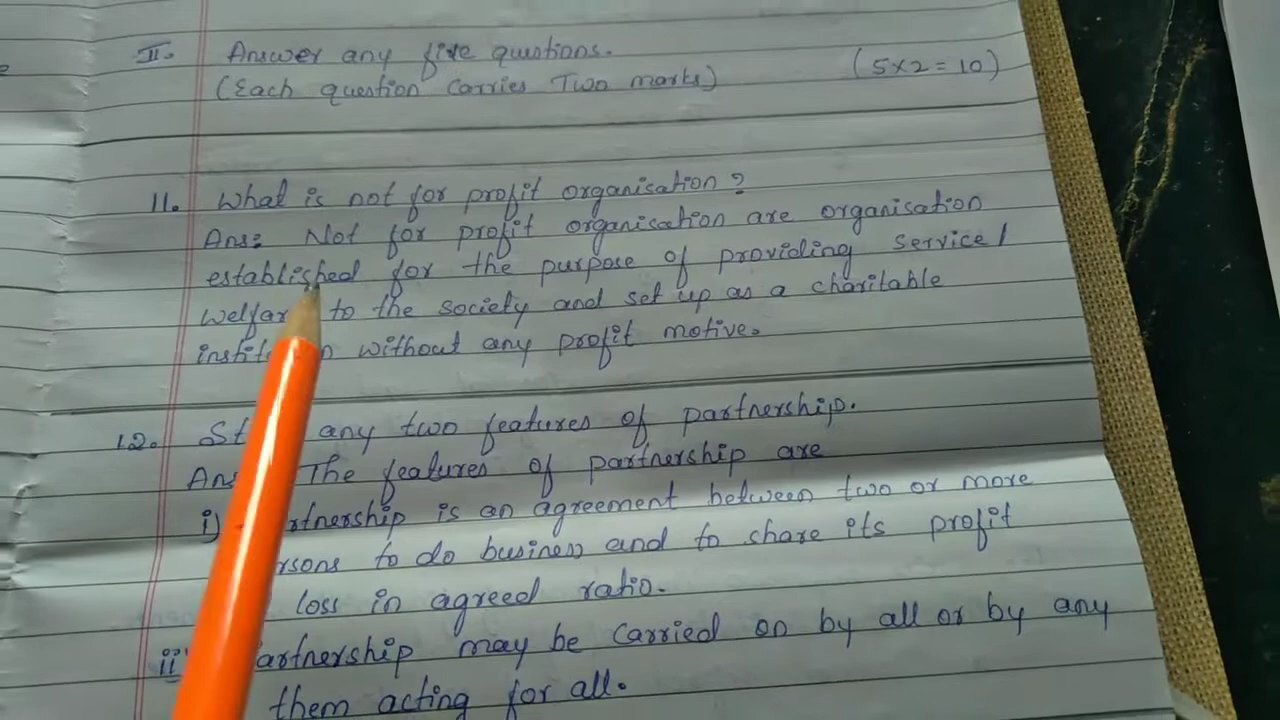 II. Answer any five questions.
(Each question carries Two marks) (5×2=10)
11. What is not for profit organisation?
Ans: Not for profit organisation are organisation
established for the purpose of providing service/
welfar to the society and set up as a charitable
instit n without any profit motive.
12. St any two features of partnership.
Ans The features of partnership are
i) rtnership is an agreement between two or more
rsons to do business and to share its profit
loss in agreed ratio.
ii artnership may be carried on by all or by any
them acting for all.